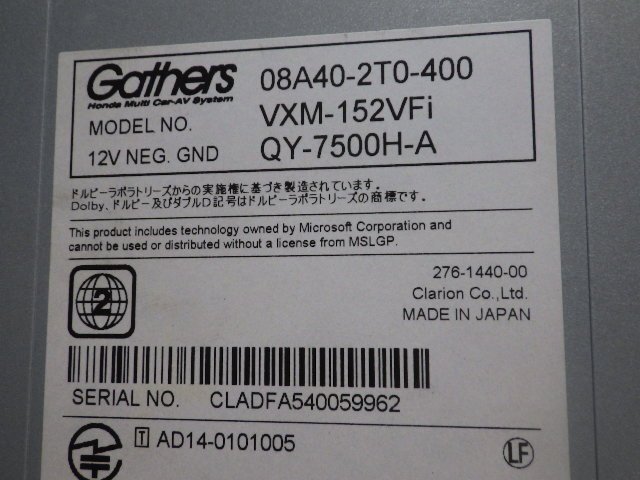 Gathers
Honda Multi Car-AV System
08A40-2T0-400
MODEL NO. VXM-152VFi
12V NEG. GND QY-7500H-A
ドルビーラボラトリーズからの実施権に基づき製造されています。
Dolby、ドルビー及びダブルD記号はドルビーラボラトリーズの商標です。
This product includes technology owned by Microsoft Corporation and
cannot be used or distributed without a license from MSLGP.
2
276-1440-00
Clarion Co.,Ltd.
MADE IN JAPAN
SERIAL NO. CLADFA540059962
T AD14-0101005
LF